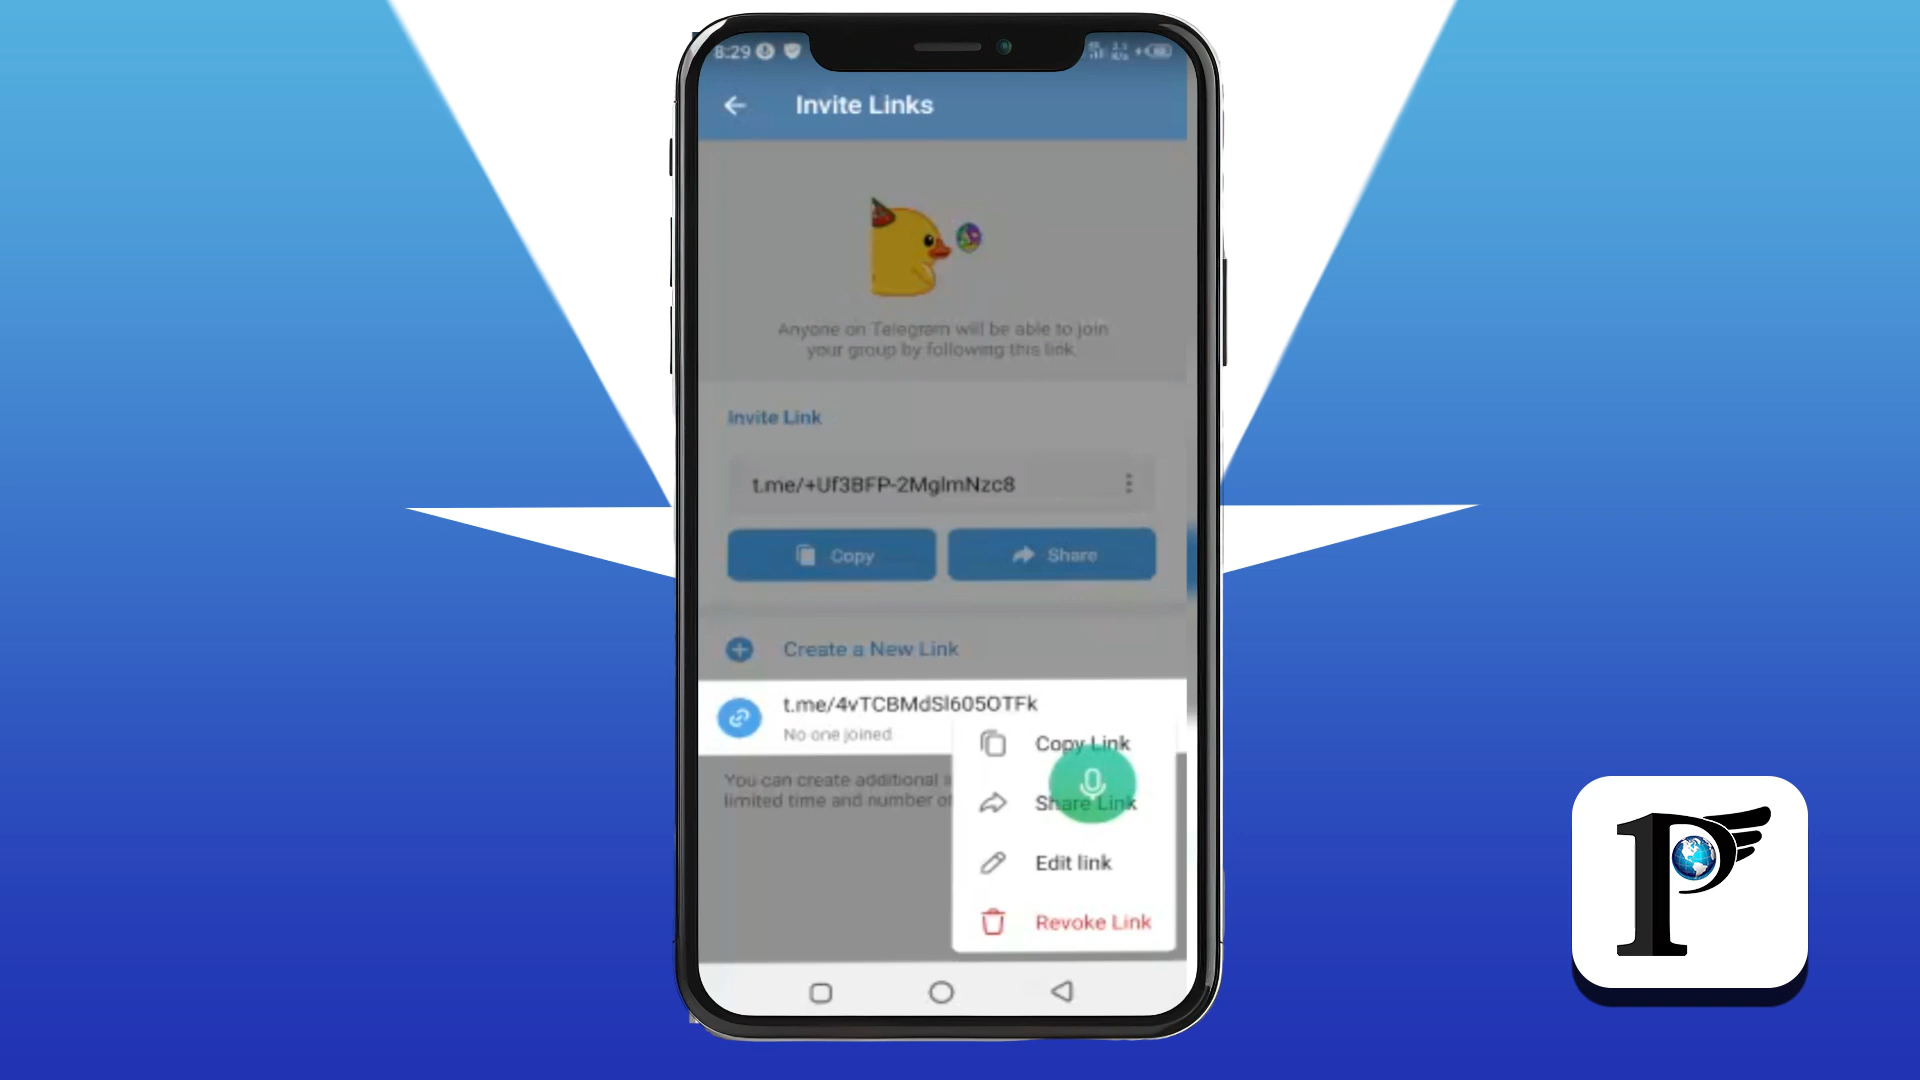 8:29
Invite Links
Anyone on Telegram will be able to join
your group by following this link.
Invite Link
t.me/+Uf3BFP-2MglmNzc8
Copy
Share
Create a New Link
t.me/4vTCBMdSl605OTFk
No one joined
Copy Link
You can create additional
limited time and number of
Share Link
Edit link
Revoke Link
P